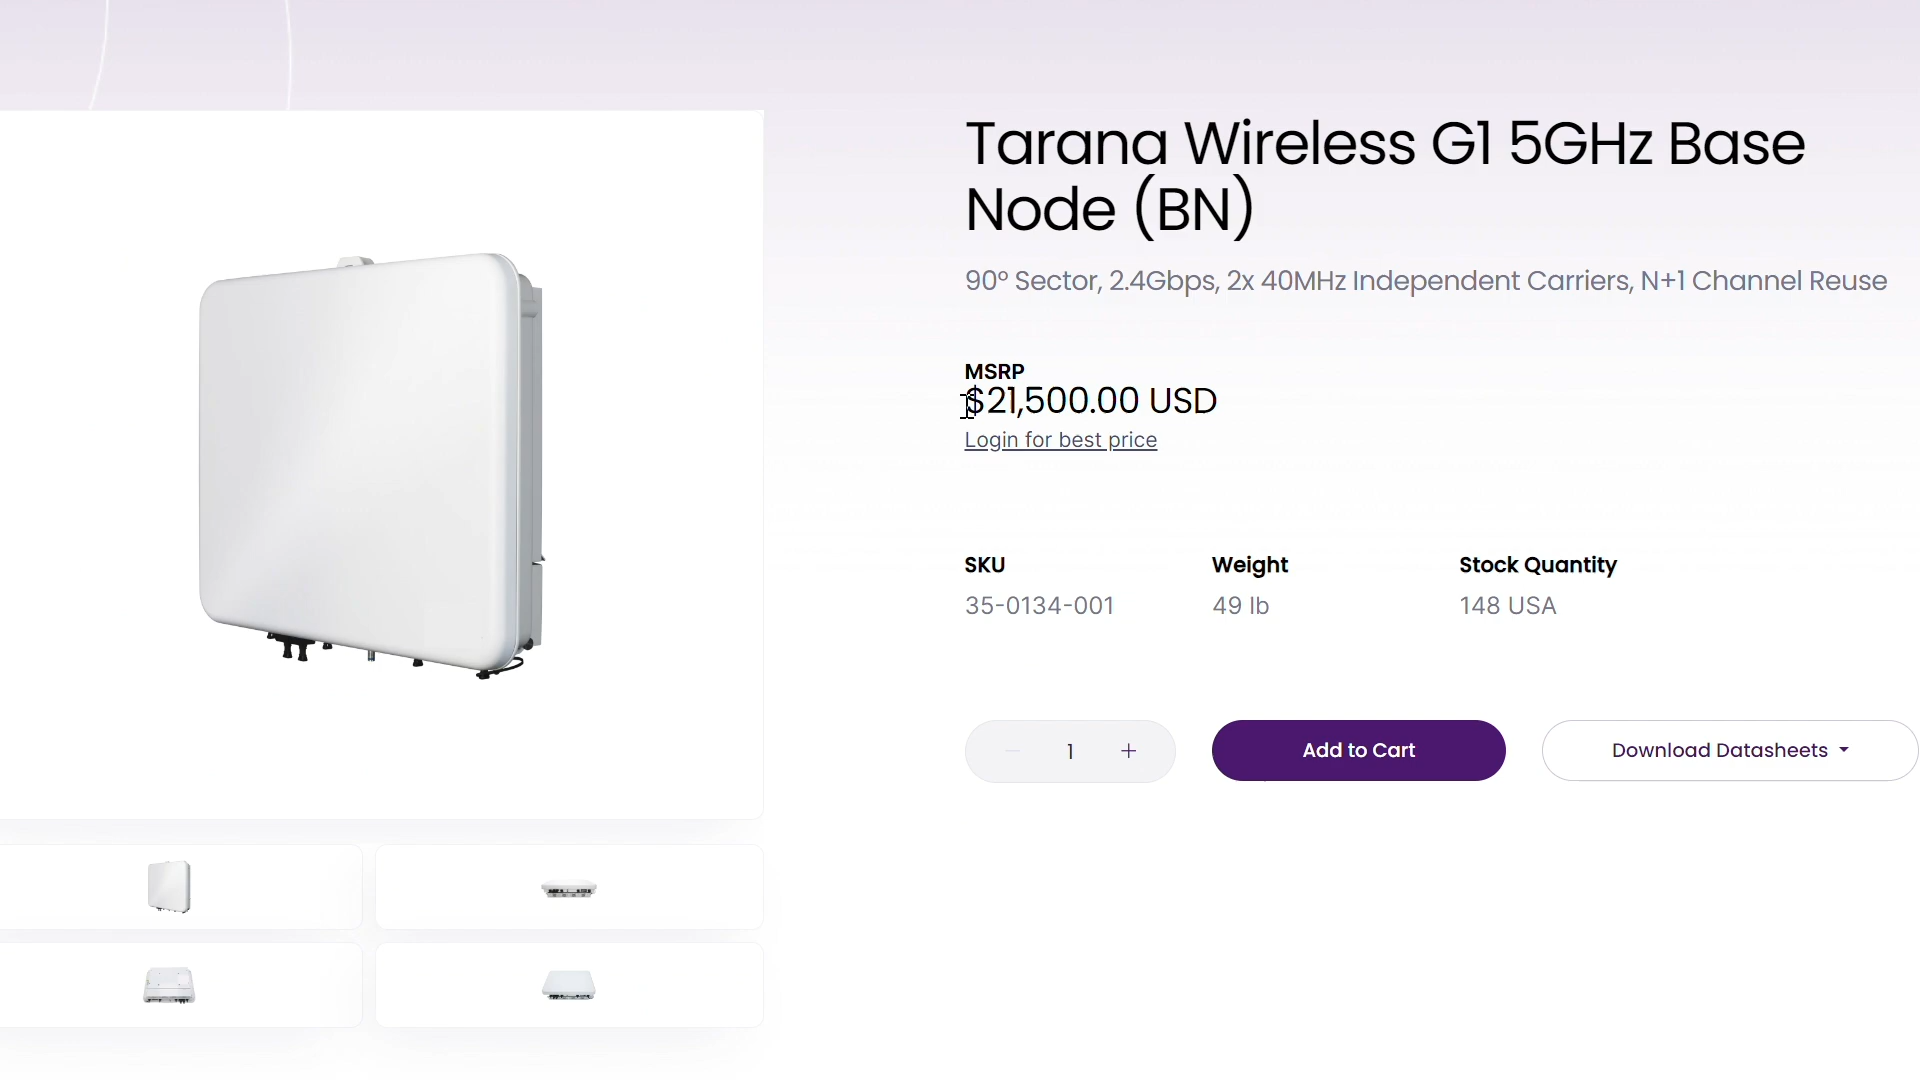 Tarana Wireless G1 5GHz Base
Node (BN)
90° Sector, 2.4Gbps, 2x 40MHz Independent Carriers, N+1 Channel Reuse
MSRP
$21,500.00 USD
Login for best price
SKU
Weight
Stock Quantity
35-0134-001
49 lb
148 USA
1
Add to Cart
Download Datasheets